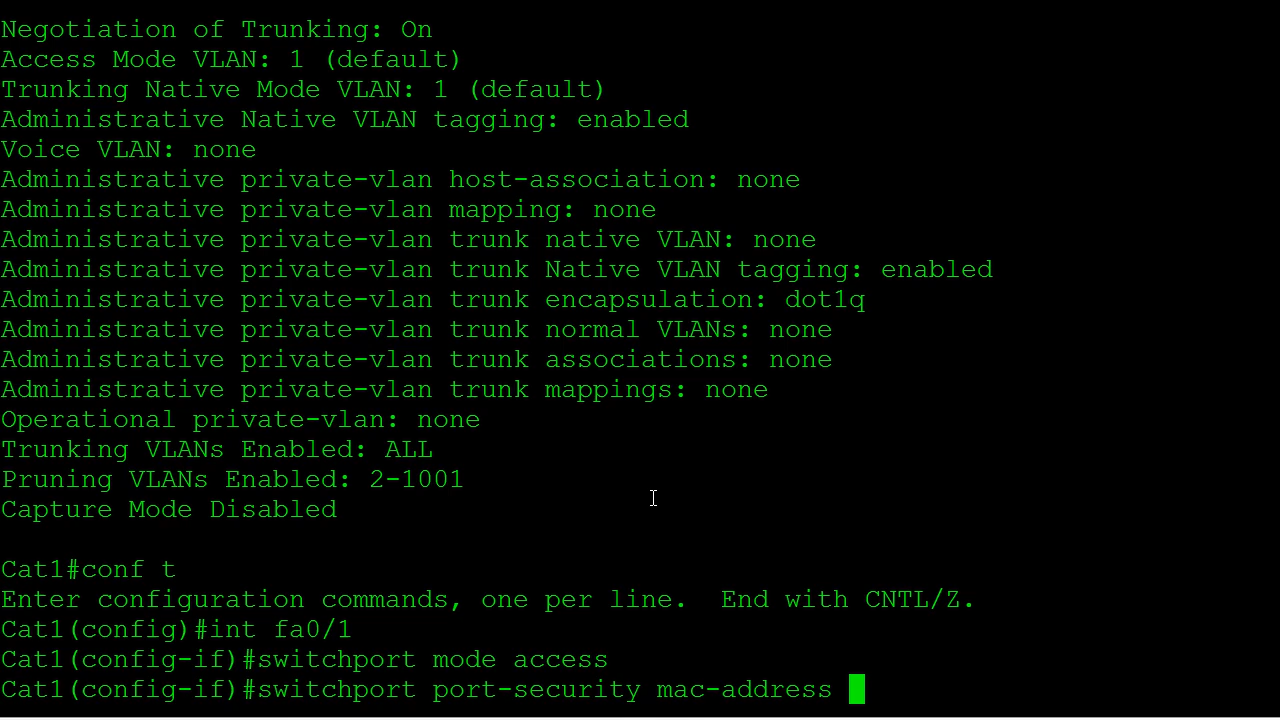 Negotiation of Trunking: On
Access Mode VLAN: 1 (default)
Trunking Native Mode VLAN: 1 (default)
Administrative Native VLAN tagging: enabled
Voice VLAN: none
Administrative private-vlan host-association: none
Administrative private-vlan mapping: none
Administrative private-vlan trunk native VLAN: none
Administrative private-vlan trunk Native VLAN tagging: enabled
Administrative private-vlan trunk encapsulation: dot1q
Administrative private-vlan trunk normal VLANs: none
Administrative private-vlan trunk associations: none
Administrative private-vlan trunk mappings: none
Operational private-vlan: none
Trunking VLANs Enabled: ALL
Pruning VLANs Enabled: 2-1001
Capture Mode Disabled
Cat1#conf t
Enter configuration commands, one per line.  End with CNTL/Z.
Cat1(config)#int fa0/1
Cat1(config-if)#switchport mode access
Cat1(config-if)#switchport port-security mac-address